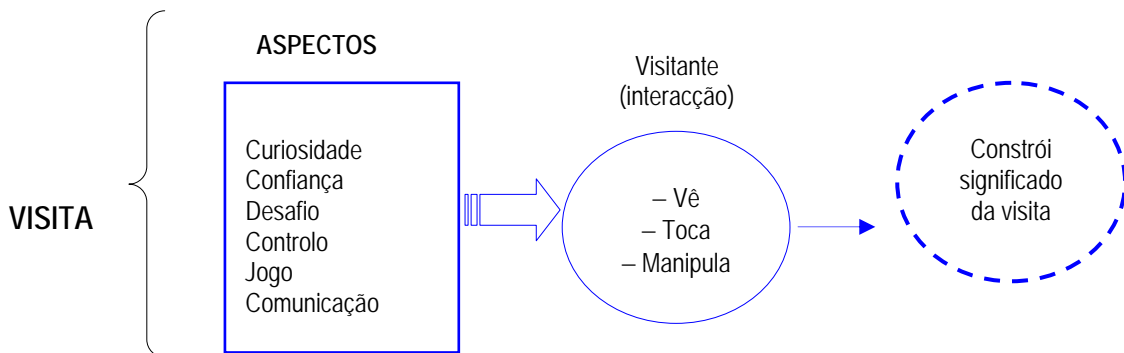 VISITA
ASPECTOS
Curiosidade
Confiança
Desafio
Controlo
Jogo
Comunicação
Visitante
(interacção)
– Vê
– Toca
– Manipula
Constrói
significado
da visita